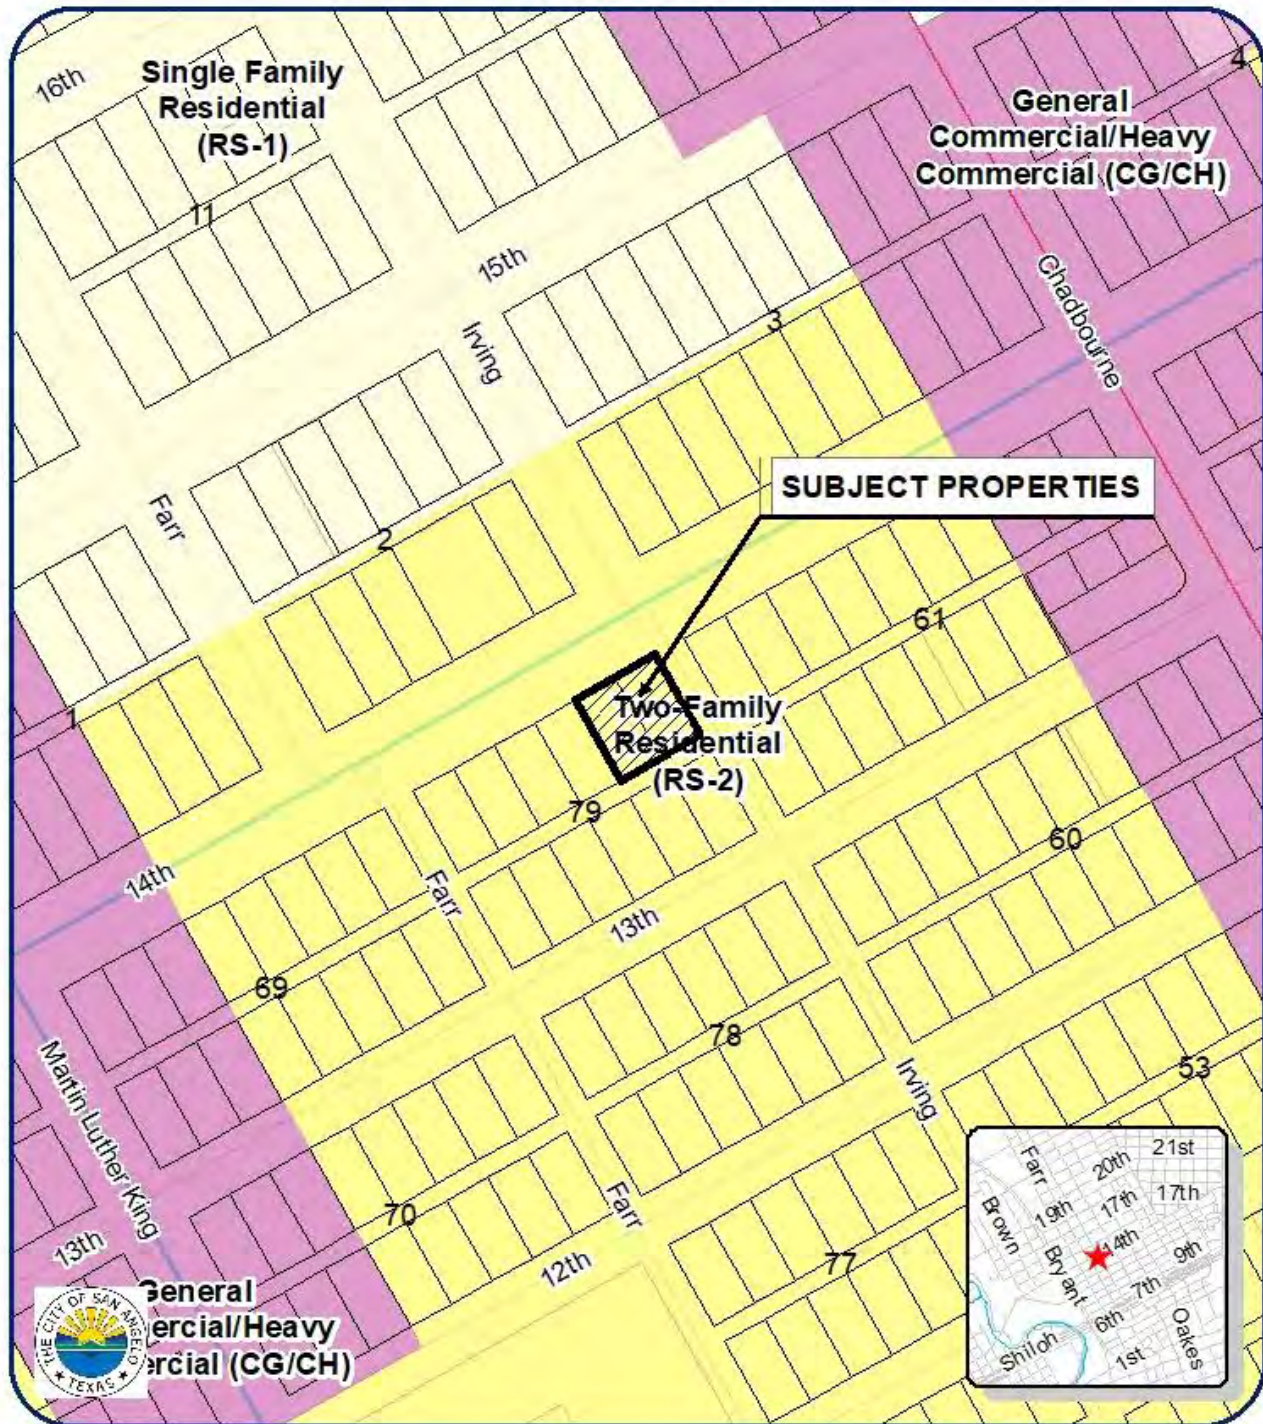 16th
Single Family
Residential
(RS-1)
General
Commercial/Heavy
Commercial (CG/CH)
4
11
15th
Irving
3
Chadbourne
Farr
2
SUBJECT PROPERTIES
61
1
Two-Family
Residential
(RS-2)
79
60
14th
Farr
13th
69
78
Irving
53
Martin Luther King
70
Farr
13th
12th
77
General
ercial/Heavy
ercial (CG/CH)
THE CITY OF SAN ANGELO
TEXAS
Farr
20th
21st
Brown
19th
17th
17th
Bryant
14th
9th
7th
6th
Oakes
Shiloh
1st